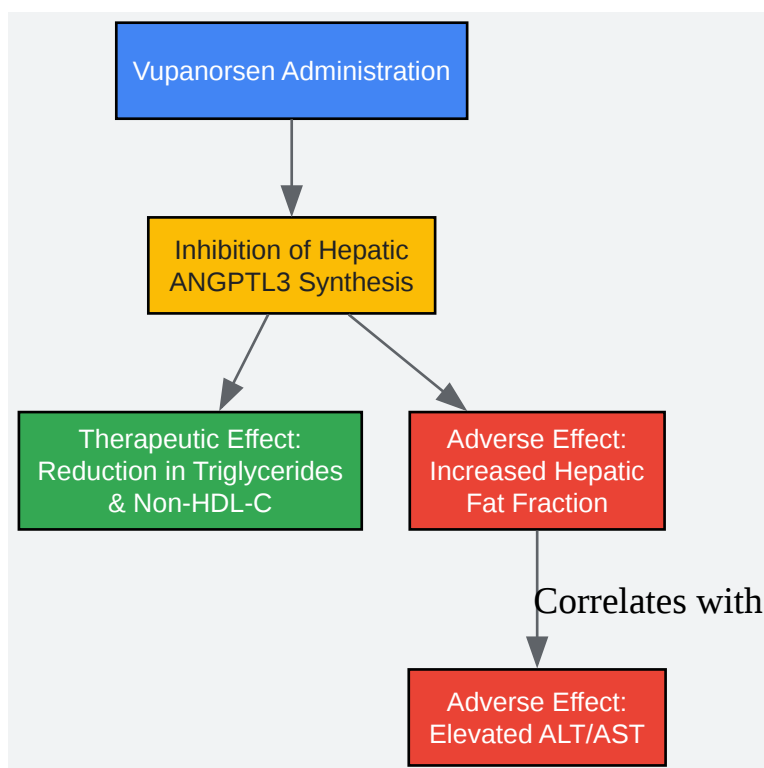 Vupanorsen Administration
Inhibition of Hepatic
ANGPTL3 Synthesis
Therapeutic Effect:
Reduction in Triglycerides
& Non-HDL-C
Adverse Effect:
Increased Hepatic
Fat Fraction
Correlates with
Adverse Effect:
Elevated ALT/AST